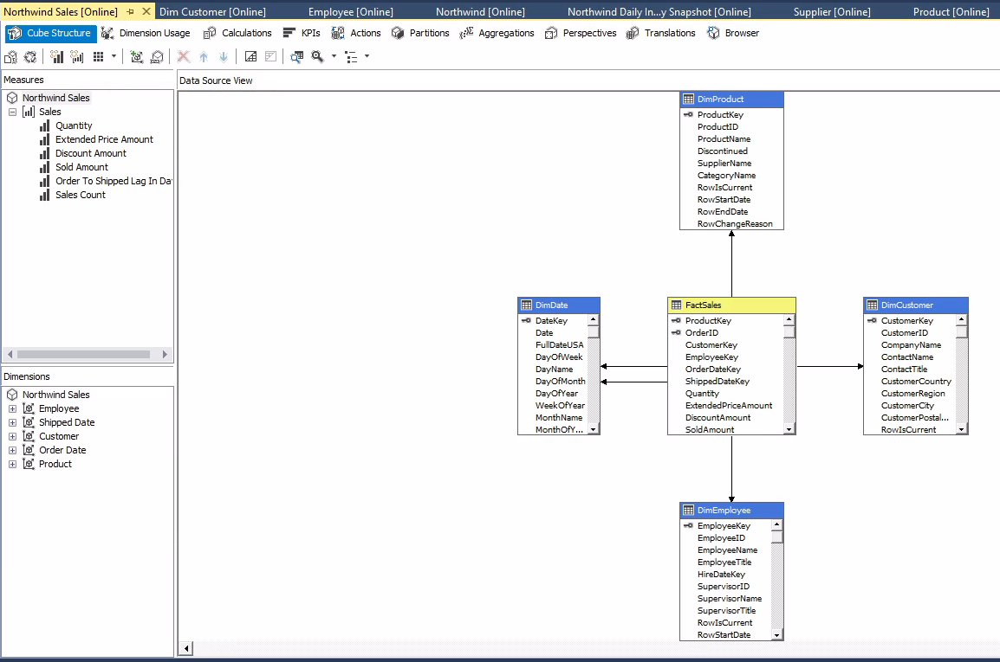 Northwind Sales [Online]
Dim Customer [Online]
Employee [Online]
Northwind [Online]
Northwind Daily In...y Snapshot [Online]
Supplier [Online]
Product [Online]
Cube Structure
Dimension Usage
Calculations
KPIs
Actions
Partitions
Aggregations
Perspectives
Translations
Browser
Measures
Northwind Sales
Sales
Quantity
Extended Price Amount
Discount Amount
Sold Amount
Order To Shipped Lag In Da
Sales Count
Dimensions
Northwind Sales
Employee
Shipped Date
Customer
Order Date
Product
Data Source View
DimProduct
ProductKey
ProductID
ProductName
Discontinued
SupplierName
CategoryName
RowIsCurrent
RowStartDate
RowEndDate
RowChangeReason
DimDate
DateKey
Date
FullDateUSA
DayOfWeek
DayName
DayOfMonth
DayOfYear
WeekOfYear
MonthName
MonthOfY...
FactSales
ProductKey
OrderID
CustomerKey
EmployeeKey
OrderDateKey
ShippedDateKey
Quantity
ExtendedPriceAmount
DiscountAmount
SoldAmount
DimCustomer
CustomerKey
CustomerID
CompanyName
ContactName
ContactTitle
CustomerCountry
CustomerRegion
CustomerCity
CustomerPostal...
RowIsCurrent
DimEmployee
EmployeeKey
EmployeeID
EmployeeName
EmployeeTitle
HireDateKey
SupervisorID
SupervisorName
SupervisorTitle
RowIsCurrent
RowStartDate